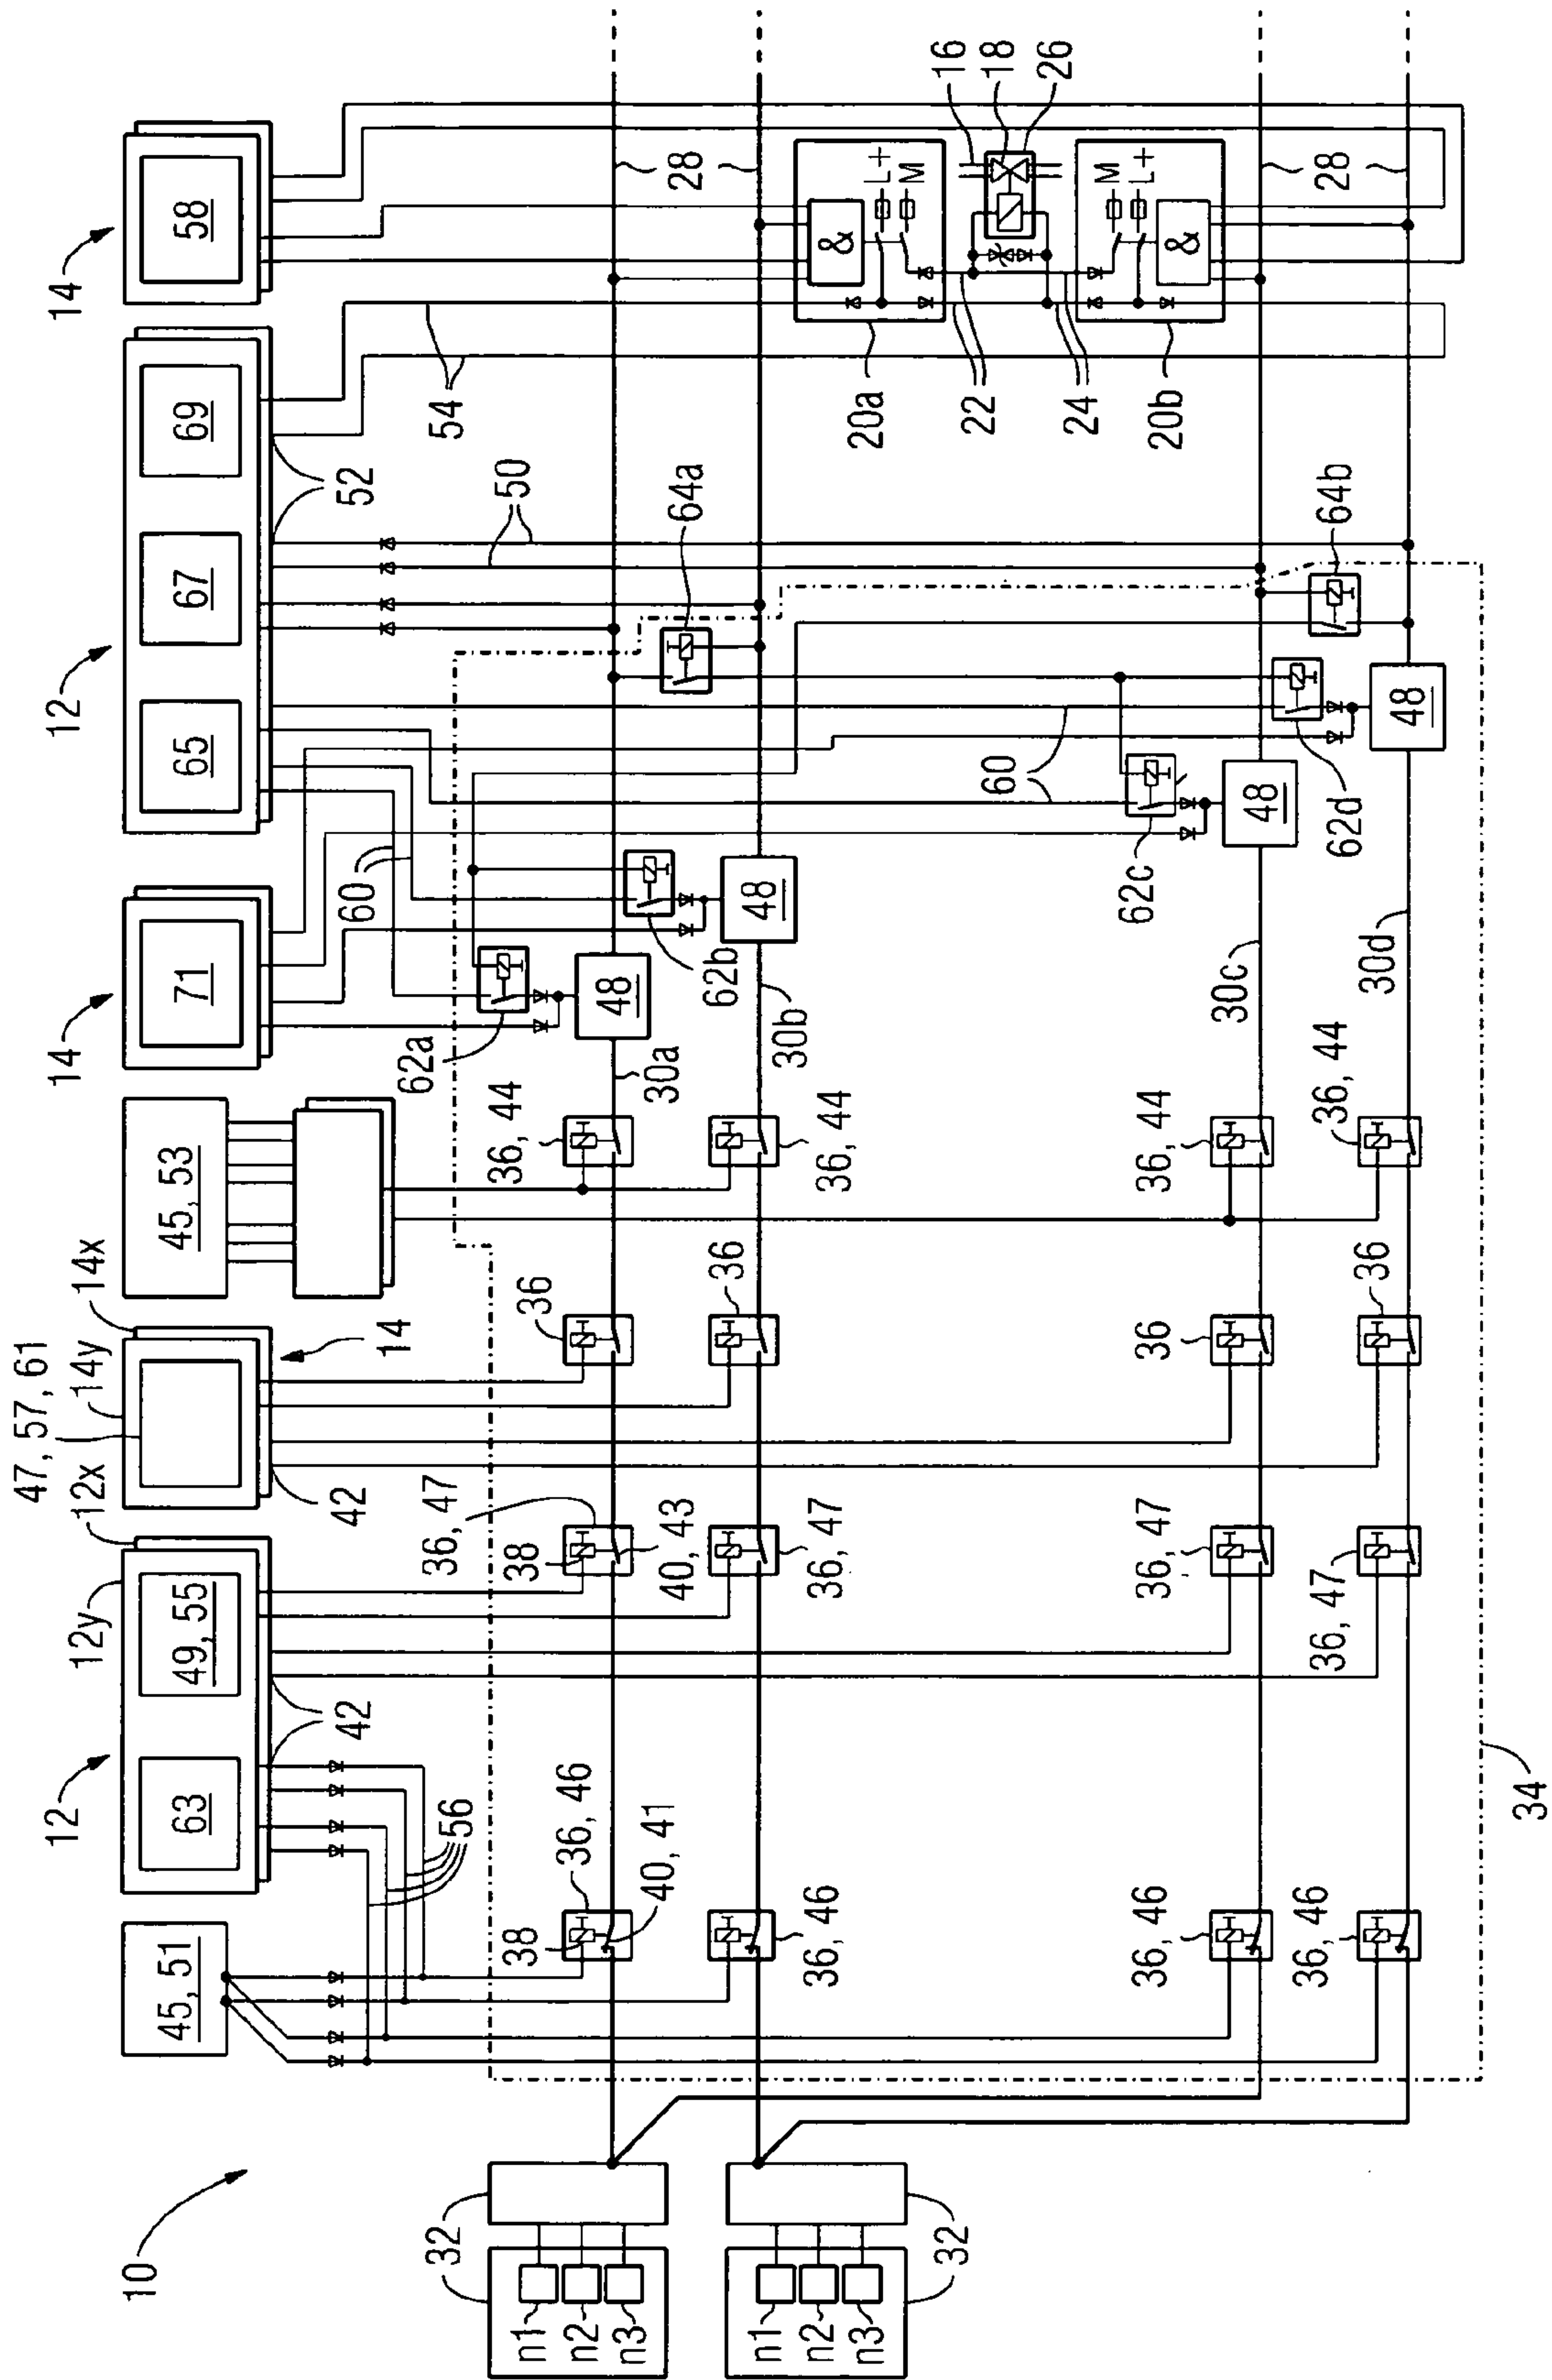 10
12
12
14
14
45, 51
63
49, 55
12y
12x
47, 57, 61
14y
14x
14
45, 53
71
65
67
69
58
42
42
56
60
52
50
54
36, 46
38
40, 41
36, 47
38
40, 43
36
36, 44
62a
48
30a
28
36, 46
36, 47
36
36, 44
30b
62b
48
64a
20a
&
L+
M
16
18
26
22
24
20b
M
L+
&
28
36, 46
36, 47
36
36, 44
30c
62c
48
60
36, 46
36, 47
36
36, 44
30d
62d
48
64b
34
32
n1
n2
n3
32
n1
n2
n3